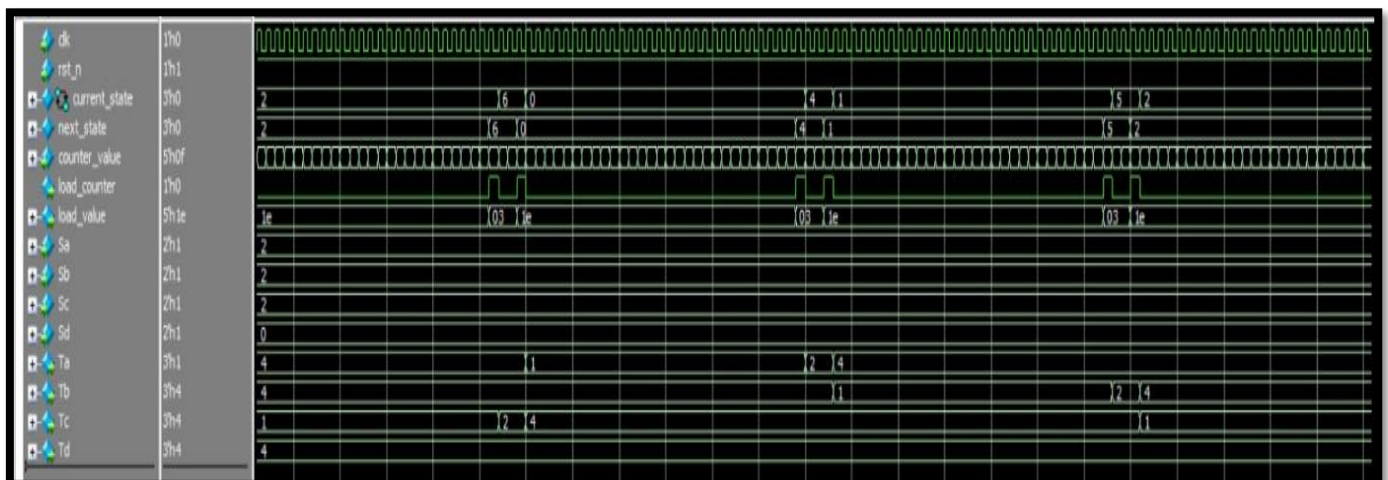 clk 1'h0
rst_n 1'h1
current_state 3'h0 2 6 0 4 1 5 2
next_state 3'h0 2 6 0 4 1 5 2
counter_value 5'h0f
load_counter 1'h0
load_value 5'h1e 1e 03 1e 03 1e 03 1e
Sa 2'h1 2
Sb 2'h1 2
Sc 2'h1 2
Sd 2'h1 0
Ta 3'h1 4 1 2 4
Tb 3'h4 4 1 2 4
Tc 3'h4 1 2 4 1
Td 3'h4 4